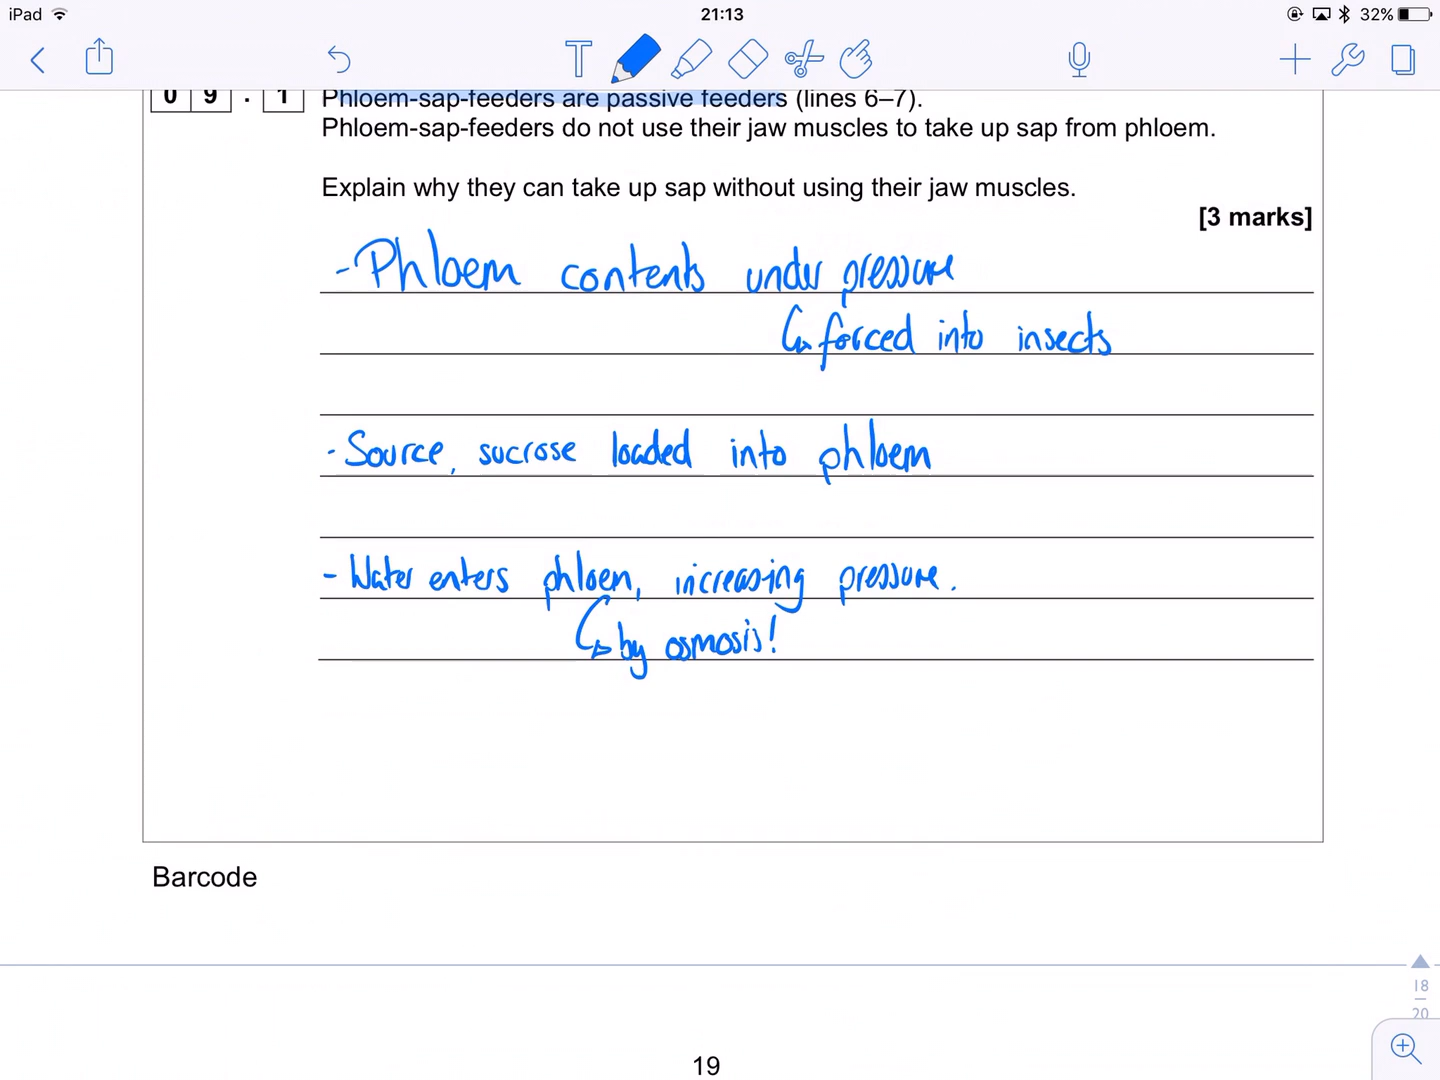 iPad
21:13
32%
T
09.1 Phloem-sap-feeders are passive feeders (lines 6–7).
Phloem-sap-feeders do not use their jaw muscles to take up sap from phloem.
Explain why they can take up sap without using their jaw muscles.
[3 marks]
- Phloem contents under pressure
↳ forced into insects
- Source, sucrose loaded into phloem
- Water enters phloem, increasing pressure.
↳ by osmosis!
Barcode
18
20
19